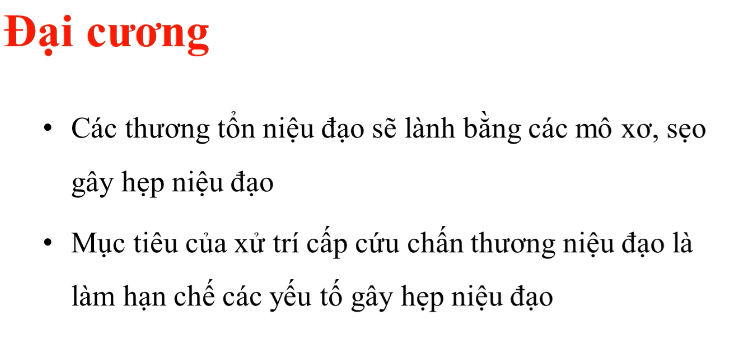 Đại cương
• Các thương tổn niệu đạo sẽ lành bằng các mô xơ, sẹo
gây hẹp niệu đạo
• Mục tiêu của xử trí cấp cứu chấn thương niệu đạo là
làm hạn chế các yếu tố gây hẹp niệu đạo